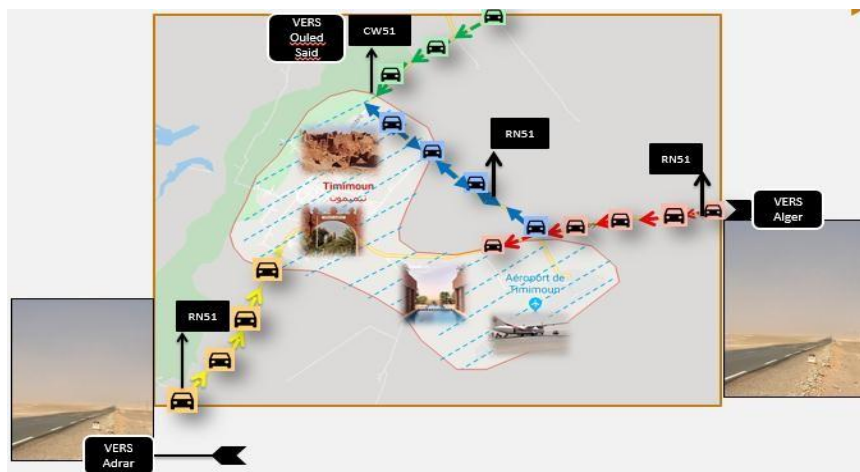 VERS
Ouled
Said
CW51
RN51
RN51
VERS
Alger
Timimoun
تيميمون
Aéroport de
Timimoun
RN51
VERS
Adrar